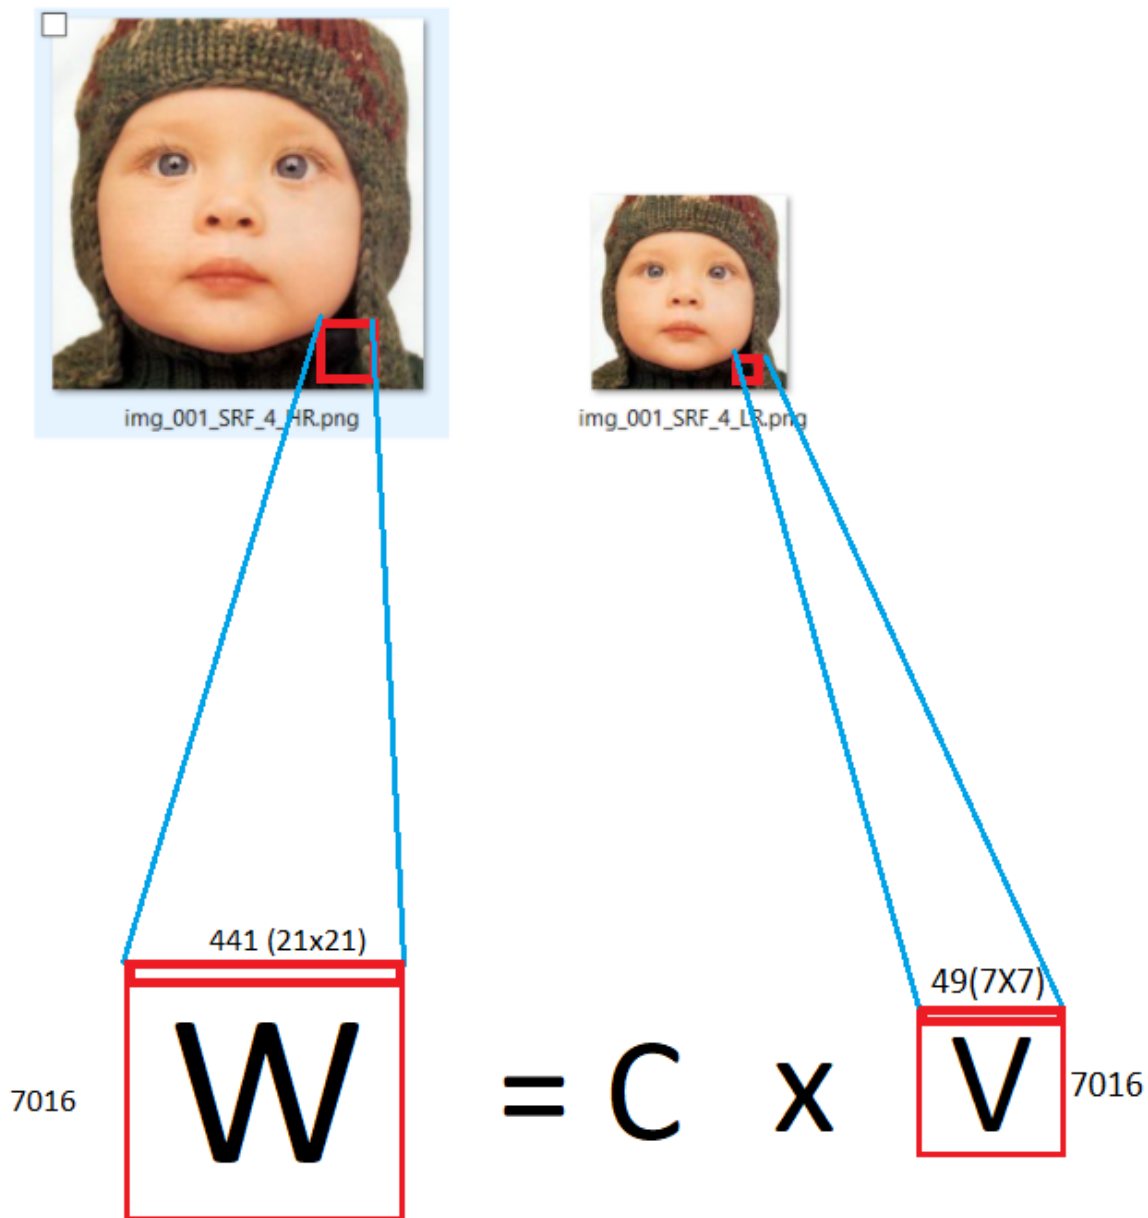 img_001_SRF_4_HR.png
img_001_SRF_4_LR.png
441 (21x21)
49(7X7)
7016
W = C x V
7016